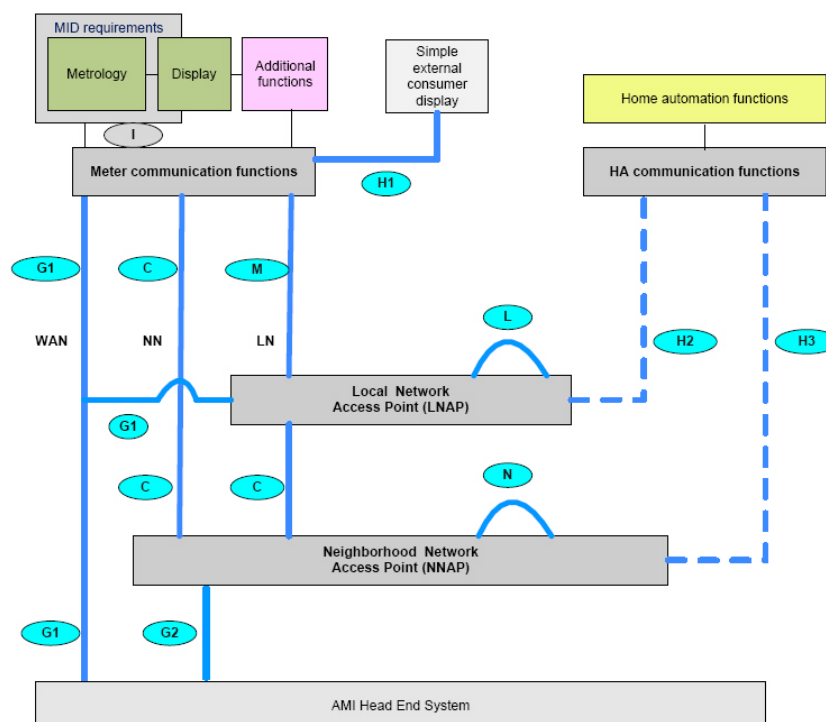 MID requirements
Metrology
Display
Additional
functions
Simple
external
consumer
display
Home automation functions
I
Meter communication functions
H1
HA communication functions
G1
C
M
WAN
NN
LN
L
H2
H3
Local Network
Access Point (LNAP)
G1
C
C
N
Neighborhood Network
Access Point (NNAP)
G1
G2
AMI Head End System